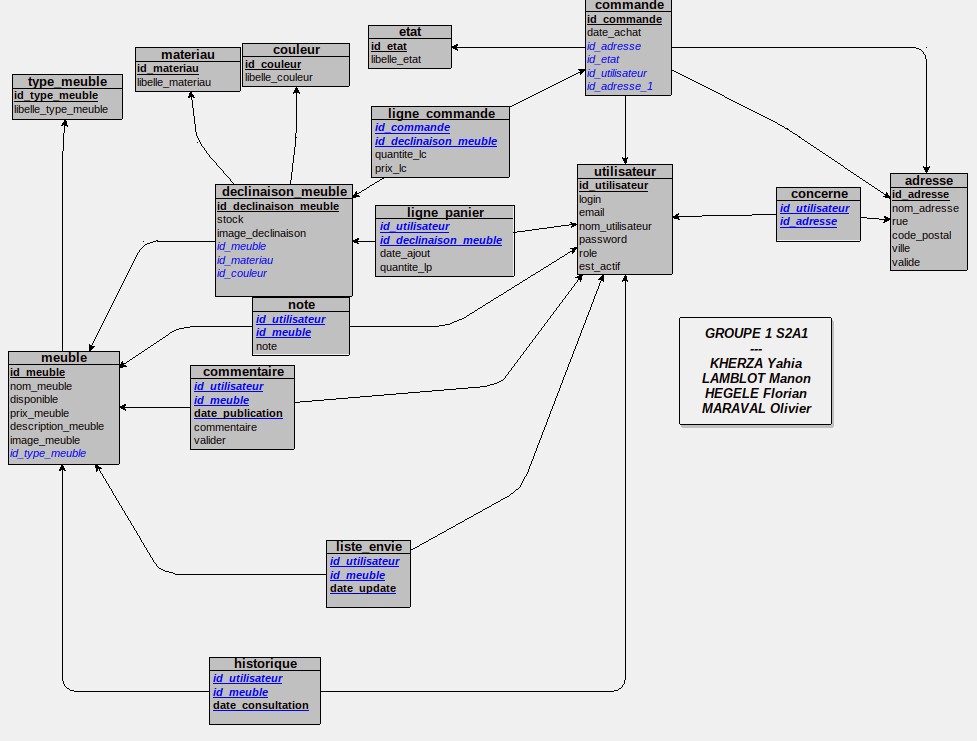 commande
id_commande
date_achat
id_adresse
id_etat
id_utilisateur
id_adresse_1
etat
id_etat
libelle_etat
materiau
id_materiau
libelle_materiau
couleur
id_couleur
libelle_couleur
type_meuble
id_type_meuble
libelle_type_meuble
ligne_commande
id_commande
id_declinaison_meuble
quantite_lc
prix_lc
utilisateur
id_utilisateur
login
email
nom_utilisateur
password
role
est_actif
adresse
id_adresse
nom_adresse
rue
code_postal
ville
valide
concerne
id_utilisateur
id_adresse
declinaison_meuble
id_declinaison_meuble
stock
image_declinaison
id_meuble
id_materiau
id_couleur
ligne_panier
id_utilisateur
id_declinaison_meuble
date_ajout
quantite_lp
note
id_utilisateur
id_meuble
note
meuble
id_meuble
nom_meuble
disponible
prix_meuble
description_meuble
image_meuble
id_type_meuble
commentaire
id_utilisateur
id_meuble
date_publication
commentaire
valider
GROUPE 1 S2A1
---
KHERZA Yahia
LAMBLOT Manon
HEGELE Florian
MARAVAL Olivier
liste_envie
id_utilisateur
id_meuble
date_update
historique
id_utilisateur
id_meuble
date_consultation